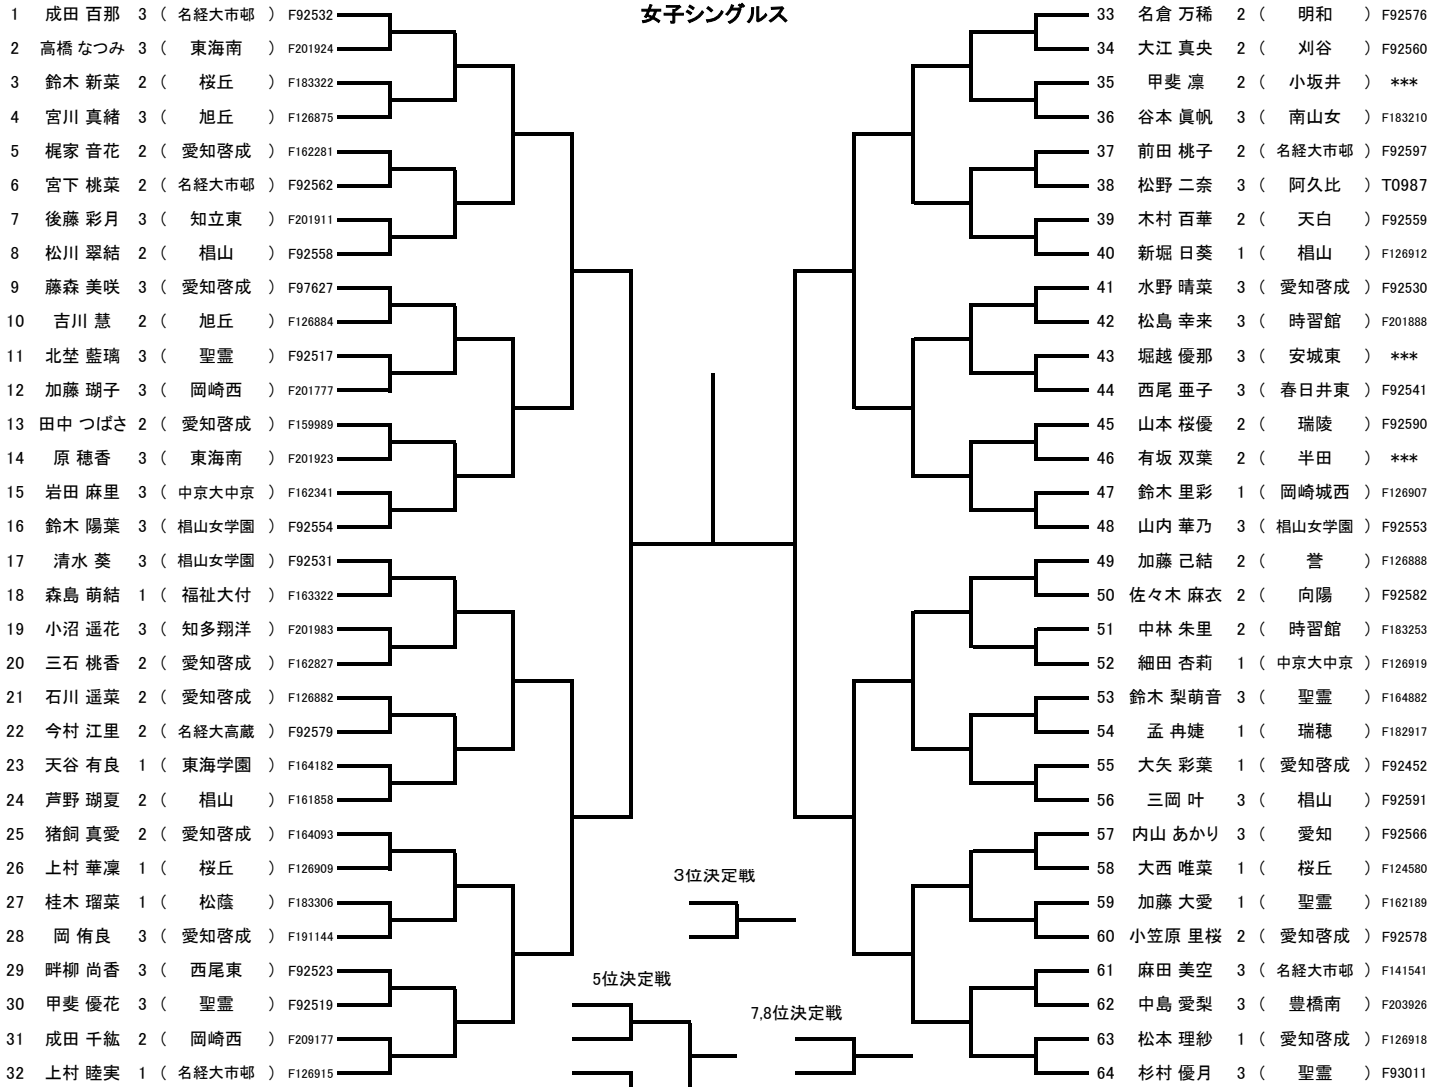 女子シングルス
1 成田 百那 3 ( 名経大市邨 ) F92532
2 高橋 なつみ 3 ( 東海南 ) F201924
3 鈴木 新菜 2 ( 桜丘 ) F183322
4 宮川 真緒 3 ( 旭丘 ) F126875
5 梶家 音花 2 ( 愛知啓成 ) F162281
6 宮下 桃菜 2 ( 名経大市邨 ) F92562
7 後藤 彩月 3 ( 知立東 ) F201911
8 松川 翠結 2 ( 椙山 ) F92558
9 藤森 美咲 3 ( 愛知啓成 ) F97627
10 吉川 慧 2 ( 旭丘 ) F126884
11 北埜 藍璃 3 ( 聖霊 ) F92517
12 加藤 瑚子 3 ( 岡崎西 ) F201777
13 田中 つばさ 2 ( 愛知啓成 ) F159989
14 原 穂香 3 ( 東海南 ) F201923
15 岩田 麻里 3 ( 中京大中京 ) F162341
16 鈴木 陽葉 3 ( 椙山女学園 ) F92554
17 清水 葵 3 ( 椙山女学園 ) F92531
18 森島 萌結 1 ( 福祉大付 ) F163322
19 小沼 遥花 3 ( 知多翔洋 ) F201983
20 三石 桃香 2 ( 愛知啓成 ) F162827
21 石川 遥菜 2 ( 愛知啓成 ) F126882
22 今村 江里 2 ( 名経大高蔵 ) F92579
23 天谷 有良 1 ( 東海学園 ) F164182
24 芦野 瑚夏 2 ( 椙山 ) F161858
25 猪飼 真愛 2 ( 愛知啓成 ) F164093
26 上村 華凜 1 ( 桜丘 ) F126909
27 桂木 瑠菜 1 ( 松蔭 ) F183306
28 岡 侑良 3 ( 愛知啓成 ) F191144
29 畔柳 尚香 3 ( 西尾東 ) F92523
30 甲斐 優花 3 ( 聖霊 ) F92519
31 成田 千紘 2 ( 岡崎西 ) F209177
32 上村 睦実 1 ( 名経大市邨 ) F126915
3位決定戦
5位決定戦
7,8位決定戦
33 名倉 万稀 2 ( 明和 ) F92576
34 大江 真央 2 ( 刈谷 ) F92560
35 甲斐 凛 2 ( 小坂井 ) ***
36 谷本 眞帆 3 ( 南山女 ) F183210
37 前田 桃子 2 ( 名経大市邨 ) F92597
38 松野 二奈 3 ( 阿久比 ) T0987
39 木村 百華 2 ( 天白 ) F92559
40 新堀 日葵 1 ( 椙山 ) F126912
41 水野 晴菜 3 ( 愛知啓成 ) F92530
42 松島 幸来 3 ( 時習館 ) F201888
43 堀越 優那 3 ( 安城東 ) ***
44 西尾 亜子 3 ( 春日井東 ) F92541
45 山本 桜優 2 ( 瑞陵 ) F92590
46 有坂 双葉 2 ( 半田 ) ***
47 鈴木 里彩 1 ( 岡崎城西 ) F126907
48 山内 華乃 3 ( 椙山女学園 ) F92553
49 加藤 己結 2 ( 誉 ) F126888
50 佐々木 麻衣 2 ( 向陽 ) F92582
51 中林 朱里 2 ( 時習館 ) F183253
52 細田 杏莉 1 ( 中京大中京 ) F126919
53 鈴木 梨萌音 3 ( 聖霊 ) F164882
54 孟 冉婕 1 ( 瑞穂 ) F182917
55 大矢 彩葉 1 ( 愛知啓成 ) F92452
56 三岡 叶 3 ( 椙山 ) F92591
57 内山 あかり 3 ( 愛知 ) F92566
58 大西 唯菜 1 ( 桜丘 ) F124580
59 加藤 大愛 1 ( 聖霊 ) F162189
60 小笠原 里桜 2 ( 愛知啓成 ) F92578
61 麻田 美空 3 ( 名経大市邨 ) F141541
62 中島 愛梨 3 ( 豊橋南 ) F203926
63 松本 理紗 1 ( 愛知啓成 ) F126918
64 杉村 優月 3 ( 聖霊 ) F93011